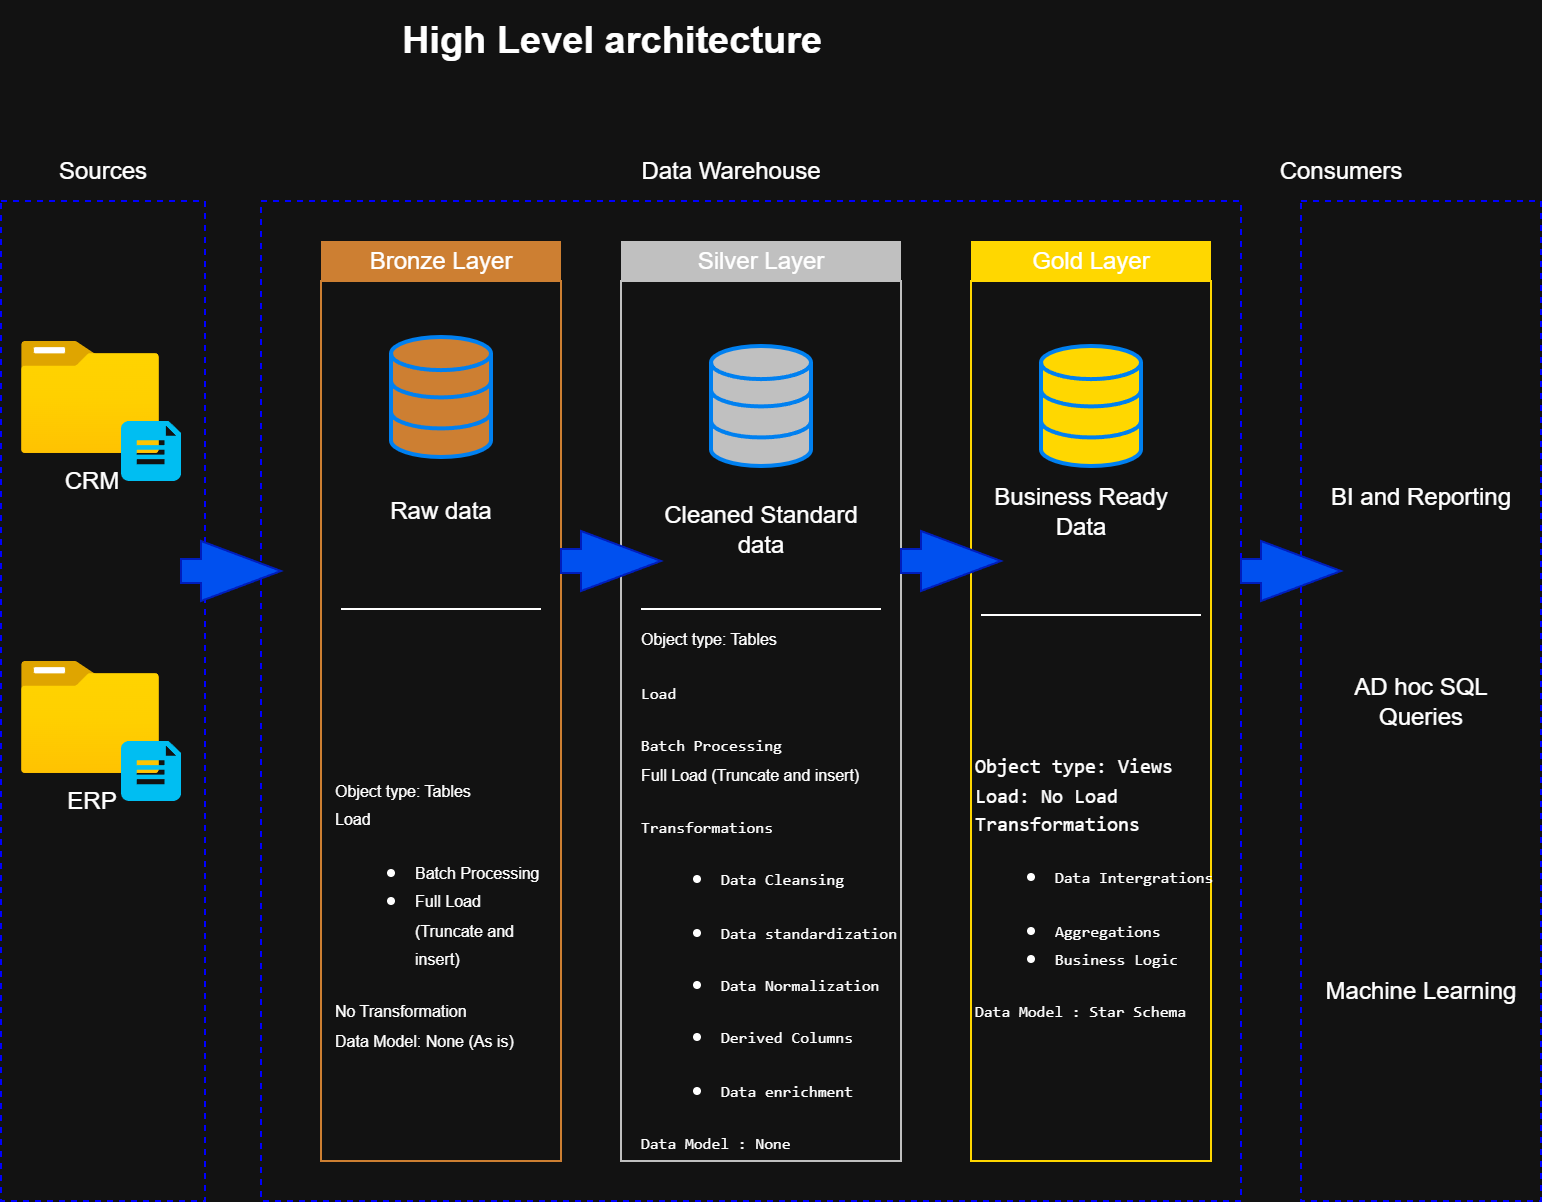 High Level architecture
Sources
Data Warehouse
Consumers
CRM
ERP
Bronze Layer
Raw data
Object type: Tables
Load
Batch Processing
Full Load
(Truncate and
insert)
No Transformation
Data Model: None (As is)
Silver Layer
Cleaned Standard
data
Object type: Tables
Load
Batch Processing
Full Load (Truncate and insert)
Transformations
Data Cleansing
Data standardization
Data Normalization
Derived Columns
Data enrichment
Data Model : None
Gold Layer
Business Ready
Data
Object type: Views
Load: No Load
Transformations
Data Intergrations
Aggregations
Business Logic
Data Model : Star Schema
BI and Reporting
AD hoc SQL
Queries
Machine Learning